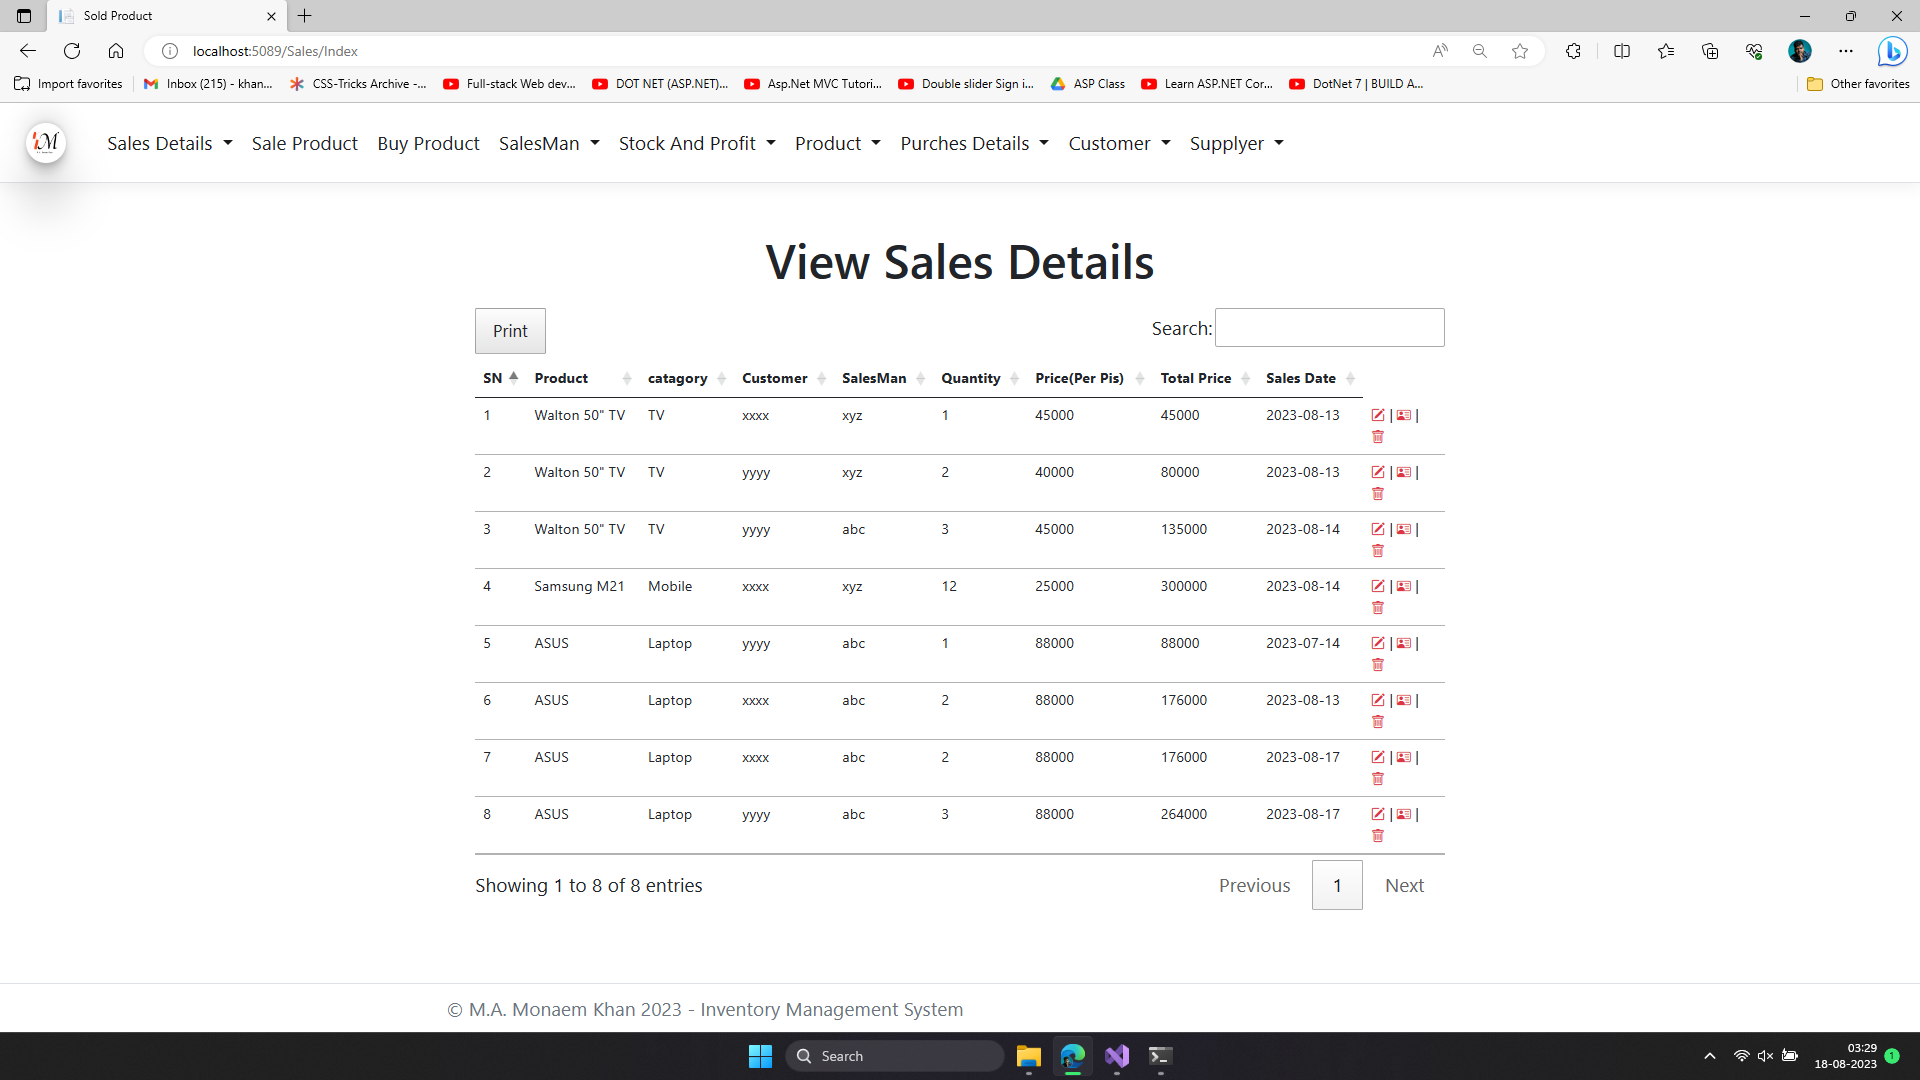 Sold Product
localhost:5089/Sales/Index
Import favorites Inbox (215) - khan... CSS-Tricks Archive -... Full-stack Web dev... DOT NET (ASP.NET)... Asp.Net MVC Tutori... Double slider Sign i... ASP Class Learn ASP.NET Cor... DotNet 7 | BUILD A... Other favorites
Sales Details Sale Product Buy Product SalesMan Stock And Profit Product Purches Details Customer Supplyer
View Sales Details
Print Search:
SN Product catagory Customer SalesMan Quantity Price(Per Pis) Total Price Sales Date
1 Walton 50" TV TV xxxx xyz 1 45000 45000 2023-08-13 | |
2 Walton 50" TV TV yyyy xyz 2 40000 80000 2023-08-13 | |
3 Walton 50" TV TV yyyy abc 3 45000 135000 2023-08-14 | |
4 Samsung M21 Mobile xxxx xyz 12 25000 300000 2023-08-14 | |
5 ASUS Laptop yyyy abc 1 88000 88000 2023-07-14 | |
6 ASUS Laptop xxxx abc 2 88000 176000 2023-08-13 | |
7 ASUS Laptop xxxx abc 2 88000 176000 2023-08-17 | |
8 ASUS Laptop yyyy abc 3 88000 264000 2023-08-17 | |
Showing 1 to 8 of 8 entries Previous 1 Next
© M.A. Monaem Khan 2023 - Inventory Management System
Search 03:29
18-08-2023 1